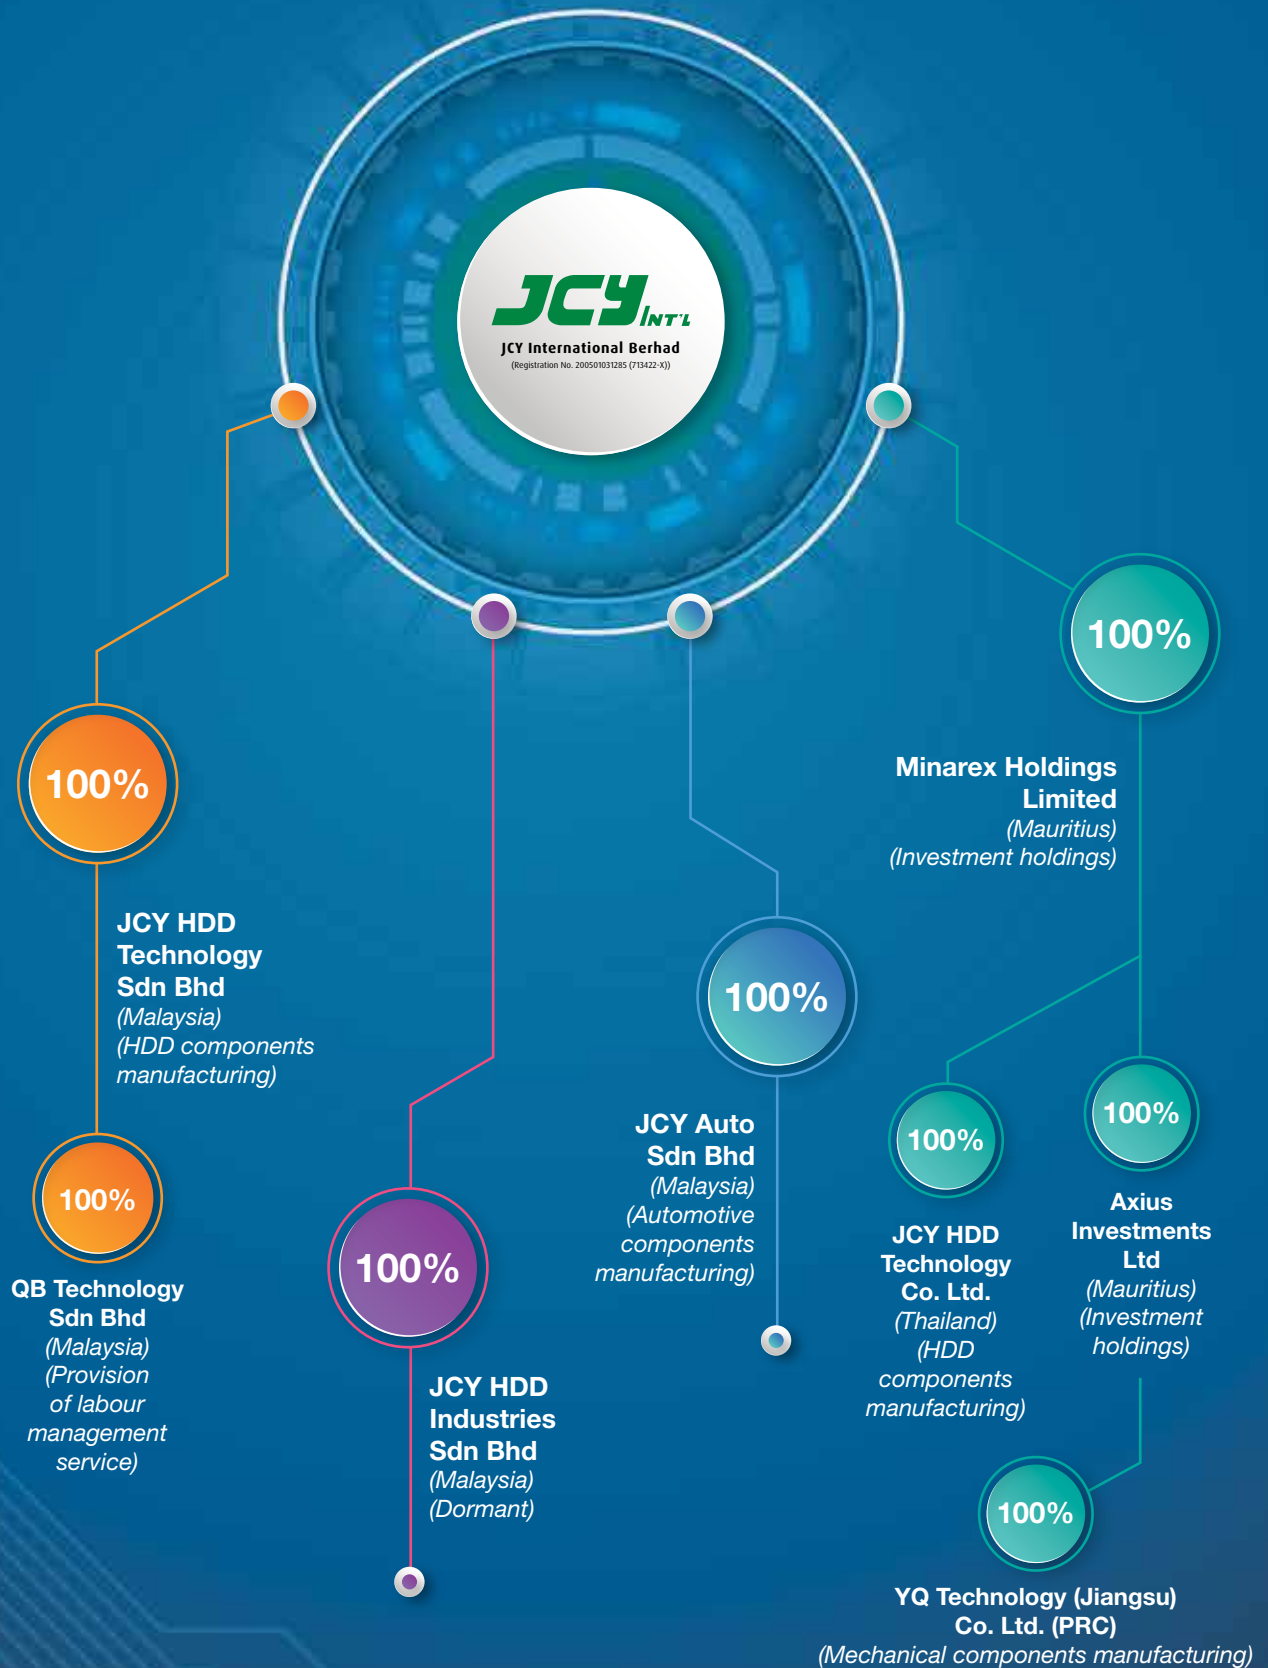 JCY INT'L
JCY International Berhad
(Registration No. 200501031285 (713422-X))
100%
JCY HDD
Technology
Sdn Bhd
(Malaysia)
(HDD components
manufacturing)
100%
QB Technology
Sdn Bhd
(Malaysia)
(Provision
of labour
management
service)
100%
JCY HDD
Industries
Sdn Bhd
(Malaysia)
(Dormant)
100%
JCY Auto
Sdn Bhd
(Malaysia)
(Automotive
components
manufacturing)
100%
Minarex Holdings
Limited
(Mauritius)
(Investment holdings)
100%
JCY HDD
Technology
Co. Ltd.
(Thailand)
(HDD
components
manufacturing)
100%
Axius
Investments
Ltd
(Mauritius)
(Investment
holdings)
100%
YQ Technology (Jiangsu)
Co. Ltd. (PRC)
(Mechanical components manufacturing)